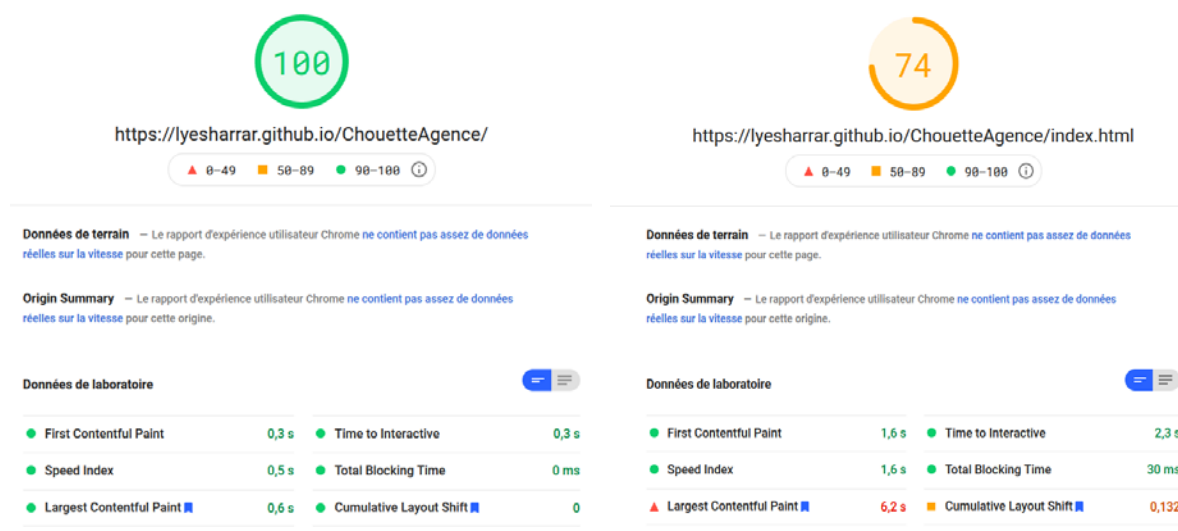 100
https://lyesharrar.github.io/ChouetteAgence/
0–49 50–89 90–100
Données de terrain — Le rapport d'expérience utilisateur Chrome ne contient pas assez de données
réelles sur la vitesse pour cette page.
Origin Summary — Le rapport d'expérience utilisateur Chrome ne contient pas assez de données
réelles sur la vitesse pour cette origine.
Données de laboratoire
First Contentful Paint 0,3 s Time to Interactive 0,3 s
Speed Index 0,5 s Total Blocking Time 0 ms
Largest Contentful Paint 0,6 s Cumulative Layout Shift 0
74
https://lyesharrar.github.io/ChouetteAgence/index.html
0–49 50–89 90–100
Données de terrain — Le rapport d'expérience utilisateur Chrome ne contient pas assez de données
réelles sur la vitesse pour cette page.
Origin Summary — Le rapport d'expérience utilisateur Chrome ne contient pas assez de données
réelles sur la vitesse pour cette origine.
Données de laboratoire
First Contentful Paint 1,6 s Time to Interactive 2,3 s
Speed Index 1,6 s Total Blocking Time 30 ms
Largest Contentful Paint 6,2 s Cumulative Layout Shift 0,132